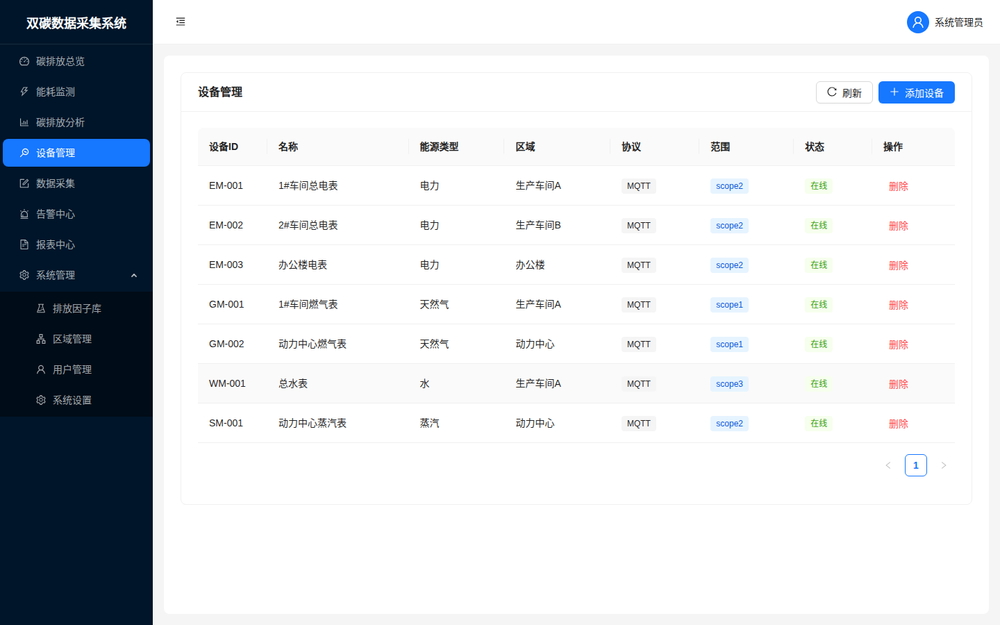 双碳数据采集系统
系统管理员
碳排放总览
能耗监测
碳排放分析
设备管理
数据采集
告警中心
报表中心
系统管理
排放因子库
区域管理
用户管理
系统设置
设备管理 刷新 添加设备
设备ID 名称 能源类型 区域 协议 范围 状态 操作
EM-001 1#车间总电表 电力 生产车间A MQTT scope2 在线 删除
EM-002 2#车间总电表 电力 生产车间B MQTT scope2 在线 删除
EM-003 办公楼电表 电力 办公楼 MQTT scope2 在线 删除
GM-001 1#车间燃气表 天然气 生产车间A MQTT scope1 在线 删除
GM-002 动力中心燃气表 天然气 动力中心 MQTT scope1 在线 删除
WM-001 总水表 水 生产车间A MQTT scope3 在线 删除
SM-001 动力中心蒸汽表 蒸汽 动力中心 MQTT scope2 在线 删除
1